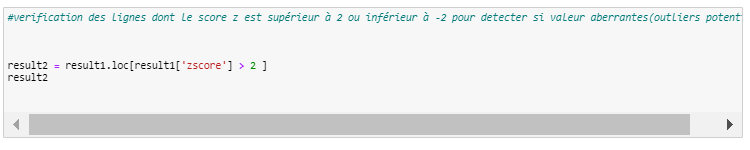 #verification des lignes dont le score z est supérieur à 2 ou inférieur à -2 pour detecter si valeur aberrantes(outliers potent
result2 = result1.loc[result1['zscore'] > 2 ]
result2